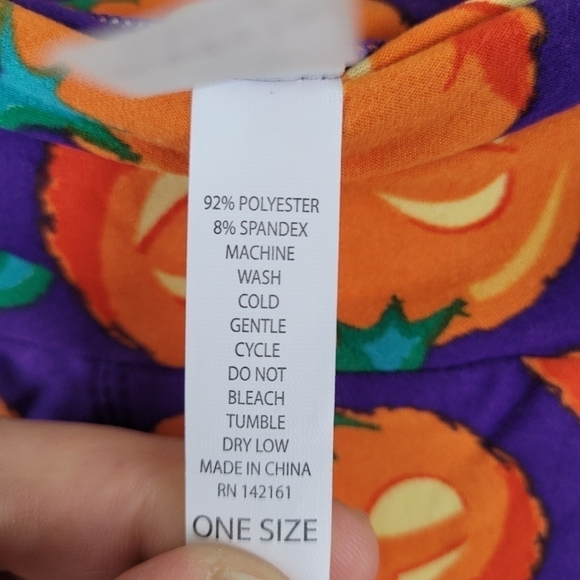 92% POLYESTER
8% SPANDEX
MACHINE
WASH
COLD
GENTLE
CYCLE
DO NOT
BLEACH
TUMBLE
DRY LOW
MADE IN CHINA
RN 142161
ONE SIZE